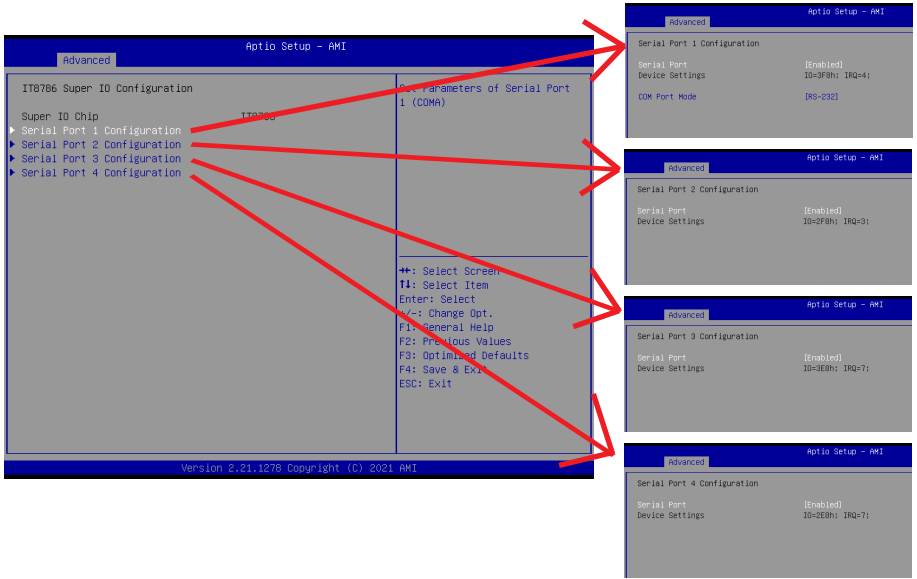 Aptio Setup – AMI
Advanced
IT8786 Super IO Configuration
Super IO Chip IT8786
Serial Port 1 Configuration
Serial Port 2 Configuration
Serial Port 3 Configuration
Serial Port 4 Configuration
Set Parameters of Serial Port
1 (COMA)
→←: Select Screen
↑↓: Select Item
Enter: Select
+/-: Change Opt.
F1: General Help
F2: Previous Values
F3: Optimized Defaults
F4: Save & Exit
ESC: Exit
Version 2.21.1278 Copyright (C) 2021 AMI
Aptio Setup – AMI
Advanced
Serial Port 1 Configuration
Serial Port [Enabled]
Device Settings IO=3F8h; IRQ=4;
COM Port Mode [RS-232]
Aptio Setup – AMI
Advanced
Serial Port 2 Configuration
Serial Port [Enabled]
Device Settings IO=2F8h; IRQ=3;
Aptio Setup – AMI
Advanced
Serial Port 3 Configuration
Serial Port [Enabled]
Device Settings IO=3E8h; IRQ=7;
Aptio Setup – AMI
Advanced
Serial Port 4 Configuration
Serial Port [Enabled]
Device Settings IO=2E8h; IRQ=7;